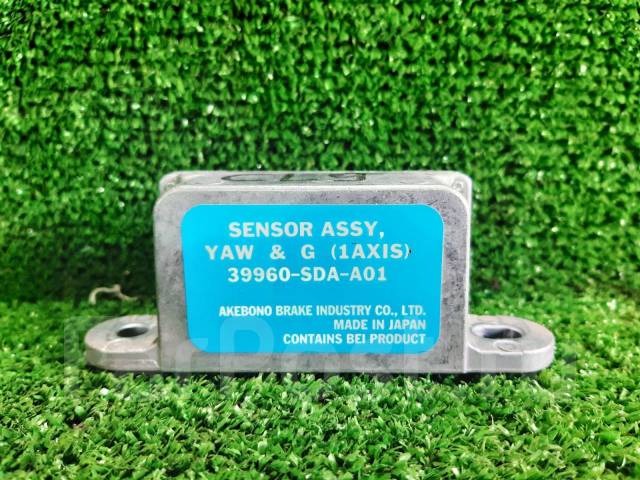 SENSOR ASSY,
YAW & G (1AXIS)
39960-SDA-A01
AKEBONO BRAKE INDUSTRY CO., LTD.
MADE IN JAPAN
CONTAINS BEI PRODUCT